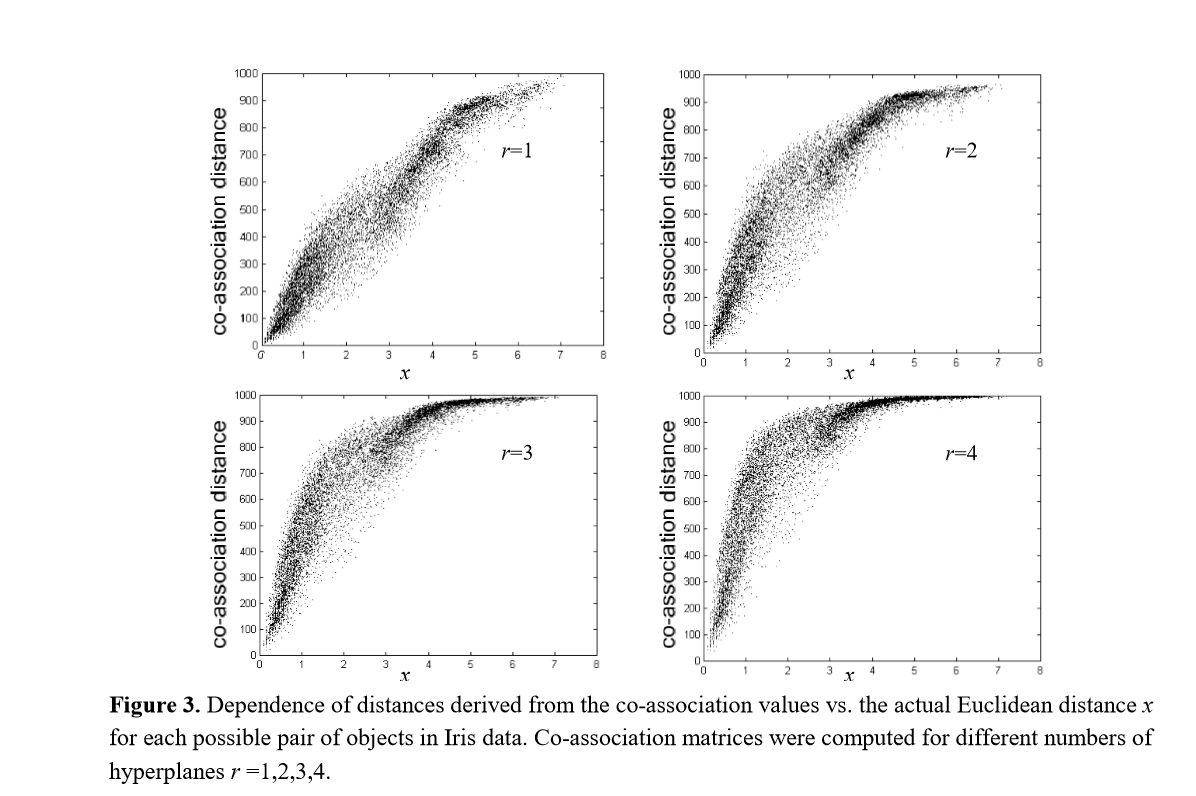 1000
900
800
700
600
500
400
300
200
100
0
co-association distance
r=1
0 1 2 3 4 5 6 7 8
x
1000
900
800
700
600
500
400
300
200
100
0
co-association distance
r=2
0 1 2 3 4 5 6 7 8
x
1000
900
800
700
600
500
400
300
200
100
0
co-association distance
r=3
0 1 2 3 4 5 6 7 8
x
1000
900
800
700
600
500
400
300
200
100
0
co-association distance
r=4
0 1 2 3 4 5 6 7 8
x
Figure 3. Dependence of distances derived from the co-association values vs. the actual Euclidean distance x
for each possible pair of objects in Iris data. Co-association matrices were computed for different numbers of
hyperplanes r =1,2,3,4.